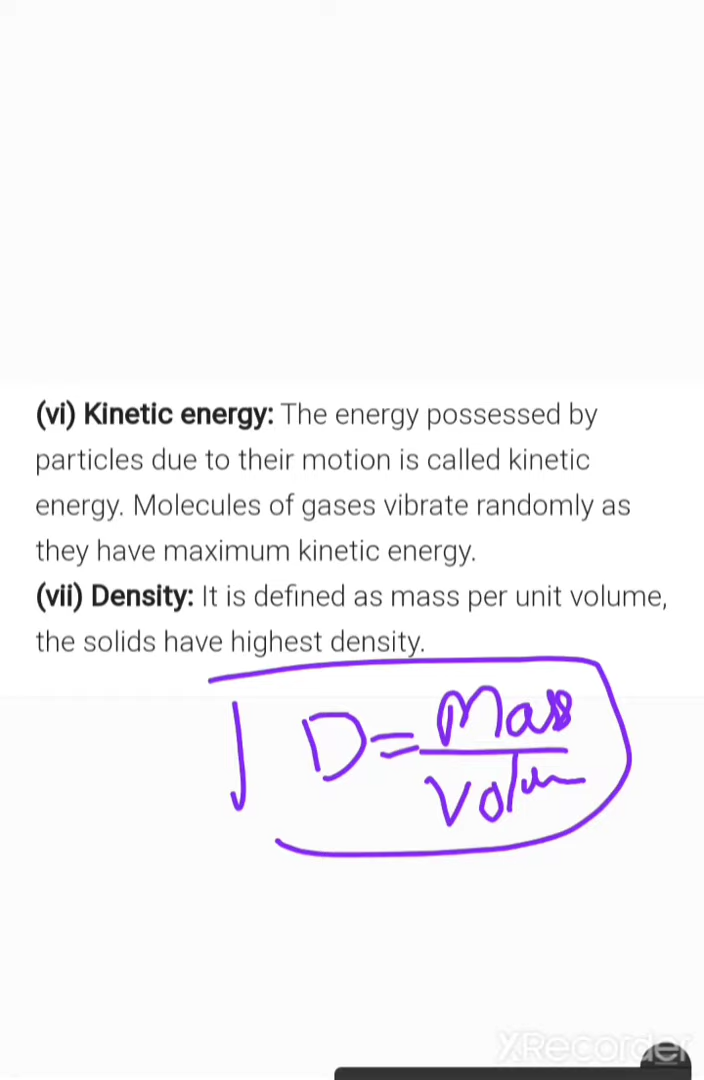 (vi) Kinetic energy: The energy possessed by
particles due to their motion is called kinetic
energy. Molecules of gases vibrate randomly as
they have maximum kinetic energy.
(vii) Density: It is defined as mass per unit volume,
the solids have highest density.
D = Mass
Volum
XRecorder